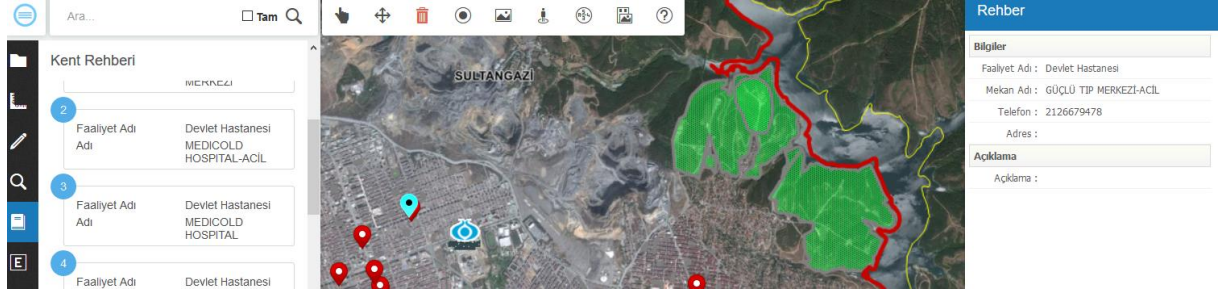 Ara...
Tam
Kent Rehberi
MERKEZİ
2
Faaliyet Adı Devlet Hastanesi
Adı MEDICOLD
HOSPITAL-ACİL
3
Faaliyet Adı Devlet Hastanesi
Adı MEDICOLD
HOSPITAL
4
Faaliyet Adı Devlet Hastanesi
E
SULTANGAZİ
Rehber
Bilgiler
Faaliyet Adı : Devlet Hastanesi
Mekan Adı : GÜÇLÜ TIP MERKEZİ-ACİL
Telefon : 2126679478
Adres :
Açıklama
Açıklama :